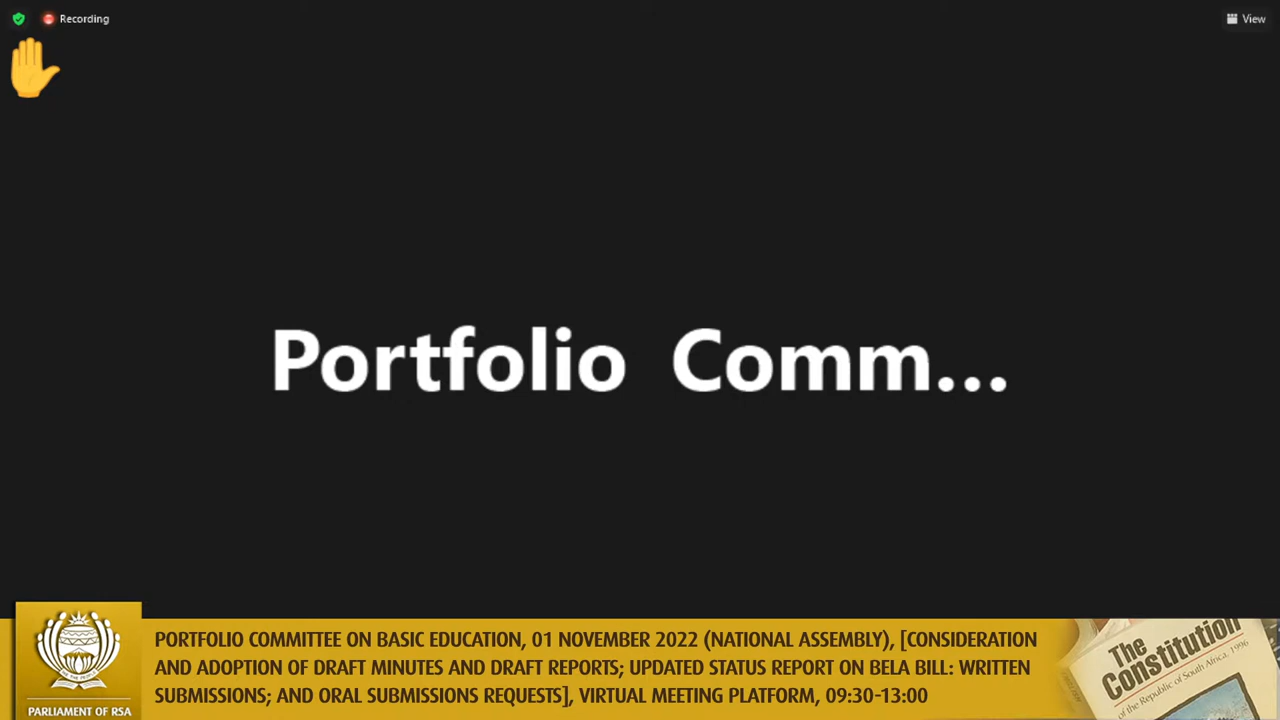 Recording
View
Portfolio Comm...
PORTFOLIO COMMITTEE ON BASIC EDUCATION, 01 NOVEMBER 2022 (NATIONAL ASSEMBLY), [CONSIDERATION
AND ADOPTION OF DRAFT MINUTES AND DRAFT REPORTS; UPDATED STATUS REPORT ON BELA BILL: WRITTEN
SUBMISSIONS; AND ORAL SUBMISSIONS REQUESTS], VIRTUAL MEETING PLATFORM, 09:30-13:00
PARLIAMENT OF RSA
The
Constitution
of the Republic of South Africa, 1996